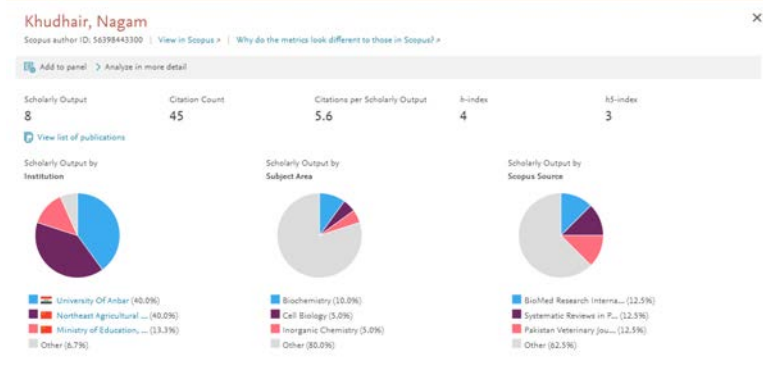 Khudhair, Nagam
Scopus author ID: 56398443300 | View in Scopus > | Why do the metrics look different to those in Scopus? >
Add to panel > Analyze in more detail
Scholarly Output Citation Count Citations per Scholarly Output h-index h5-index
8 45 5.6 4 3
View list of publications
Scholarly Output by
Institution
University Of Anbar (40.0%)
Northeast Agricultural ... (40.0%)
Ministry of Education, ... (13.3%)
Other (6.7%)
Scholarly Output by
Subject Area
Biochemistry (10.0%)
Cell Biology (5.0%)
Inorganic Chemistry (5.0%)
Other (80.0%)
Scholarly Output by
Scopus Source
BioMed Research Interna... (12.5%)
Systematic Reviews in P... (12.5%)
Pakistan Veterinary Jou... (12.5%)
Other (62.5%)